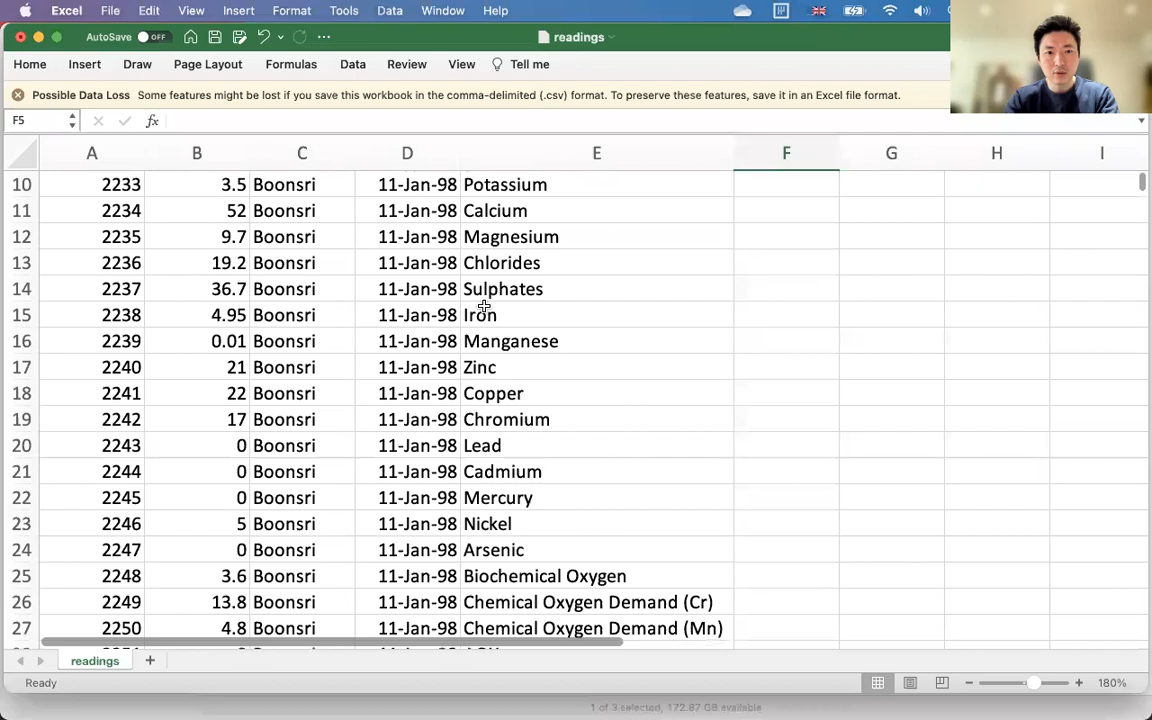 Excel File Edit View Insert Format Tools Data Window Help
AutoSave OFF readings
Home Insert Draw Page Layout Formulas Data Review View Tell me
Possible Data Loss Some features might be lost if you save this workbook in the comma-delimited (.csv) format. To preserve these features, save it in an Excel file format.
F5 fx
A B C D E F G H I
10 2233 3.5 Boonsri 11-Jan-98 Potassium
11 2234 52 Boonsri 11-Jan-98 Calcium
12 2235 9.7 Boonsri 11-Jan-98 Magnesium
13 2236 19.2 Boonsri 11-Jan-98 Chlorides
14 2237 36.7 Boonsri 11-Jan-98 Sulphates
15 2238 4.95 Boonsri 11-Jan-98 Iron
16 2239 0.01 Boonsri 11-Jan-98 Manganese
17 2240 21 Boonsri 11-Jan-98 Zinc
18 2241 22 Boonsri 11-Jan-98 Copper
19 2242 17 Boonsri 11-Jan-98 Chromium
20 2243 0 Boonsri 11-Jan-98 Lead
21 2244 0 Boonsri 11-Jan-98 Cadmium
22 2245 0 Boonsri 11-Jan-98 Mercury
23 2246 5 Boonsri 11-Jan-98 Nickel
24 2247 0 Boonsri 11-Jan-98 Arsenic
25 2248 3.6 Boonsri 11-Jan-98 Biochemical Oxygen
26 2249 13.8 Boonsri 11-Jan-98 Chemical Oxygen Demand (Cr)
27 2250 4.8 Boonsri 11-Jan-98 Chemical Oxygen Demand (Mn)
readings
Ready 180%
1 of 3 selected, 172.87 GB available